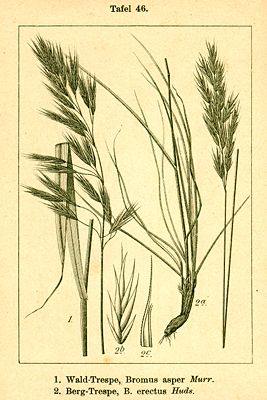 Tafel 46.
1.
2b
2c
2a
1. Wald-Trespe, Bromus asper Murr.
2. Berg-Trespe, B. erectus Huds.